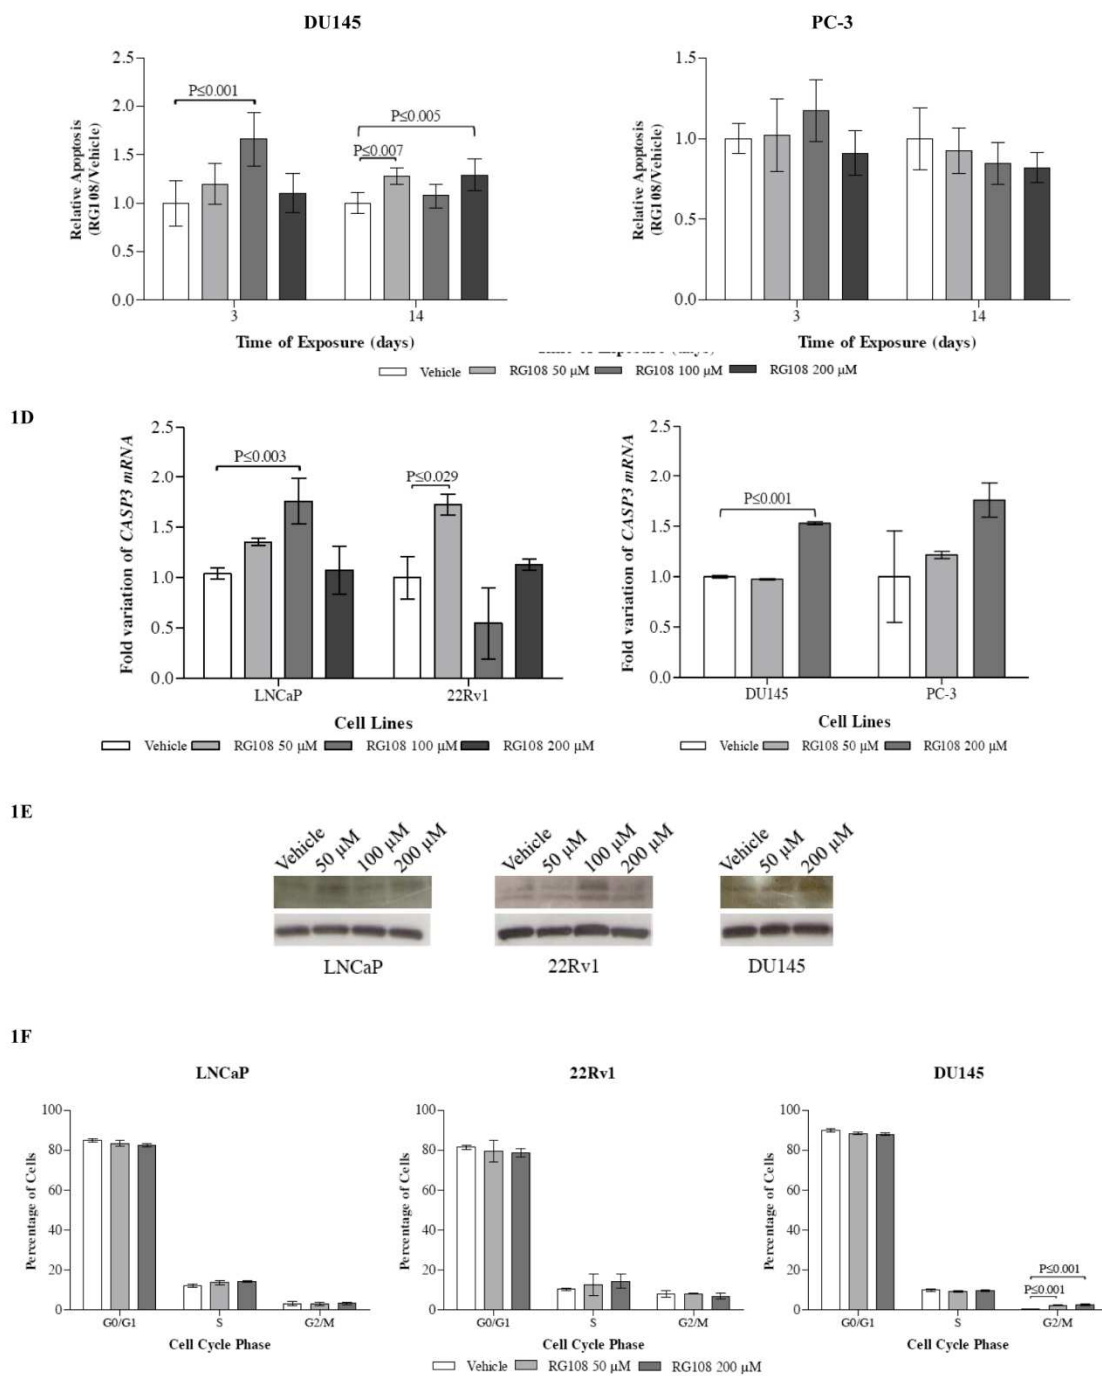 DU145
PC-3
2.5
2.0
1.5
1.0
0.5
0.0
Relative Apoptosis
(RG108/Vehicle)
P≤0.001
P≤0.007
P≤0.005
3
14
Time of Exposure (days)
1.5
1.0
0.5
0.0
Relative Apoptosis
(RG108/Vehicle)
3
14
Time of Exposure (days)
Time of Exposure (days)
Vehicle RG108 50 µM RG108 100 µM RG108 200 µM
1D
2.5
2.0
1.5
1.0
0.5
0.0
Fold variation of CASP3 mRNA
P≤0.003
P≤0.029
LNCaP
22Rv1
Cell Lines
Vehicle RG108 50 µM RG108 100 µM RG108 200 µM
2.5
2.0
1.5
1.0
0.5
0.0
Fold variation of CASP3 mRNA
P≤0.001
DU145
PC-3
Cell Lines
Vehicle RG108 50 µM RG108 200 µM
1E
Vehicle 50 µM 100 µM 200 µM
LNCaP
Vehicle 50 µM 100 µM 200 µM
22Rv1
Vehicle 50 µM 200 µM
DU145
1F
LNCaP
100
80
60
40
20
0
Percentage of Cells
G0/G1 S G2/M
Cell Cycle Phase
22Rv1
100
80
60
40
20
0
Percentage of Cells
G0/G1 S G2/M
Cell Cycle Phase
DU145
100
80
60
40
20
0
Percentage of Cells
P≤0.001
P≤0.001
G0/G1 S G2/M
Cell Cycle Phase
Vehicle RG108 50 µM RG108 200 µM